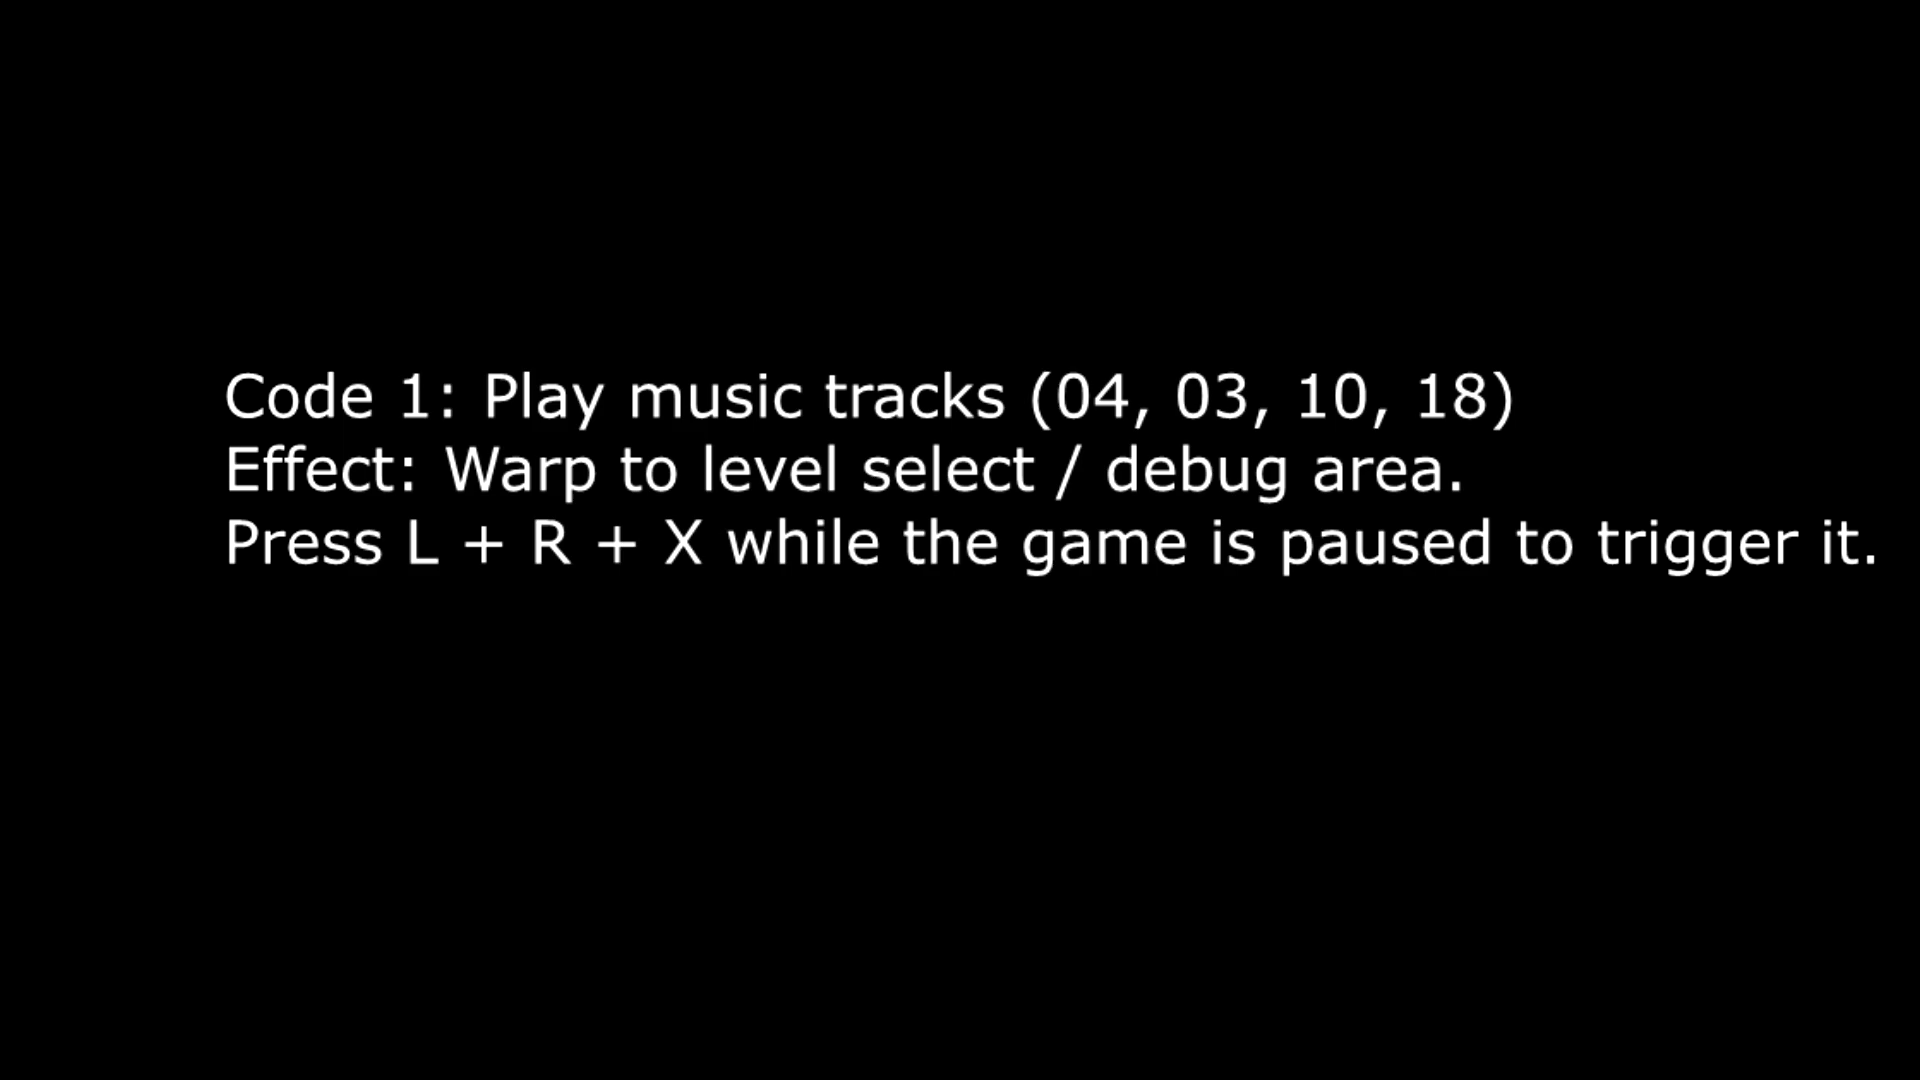 Code 1: Play music tracks (04, 03, 10, 18)
Effect: Warp to level select / debug area.
Press L + R + X while the game is paused to trigger it.